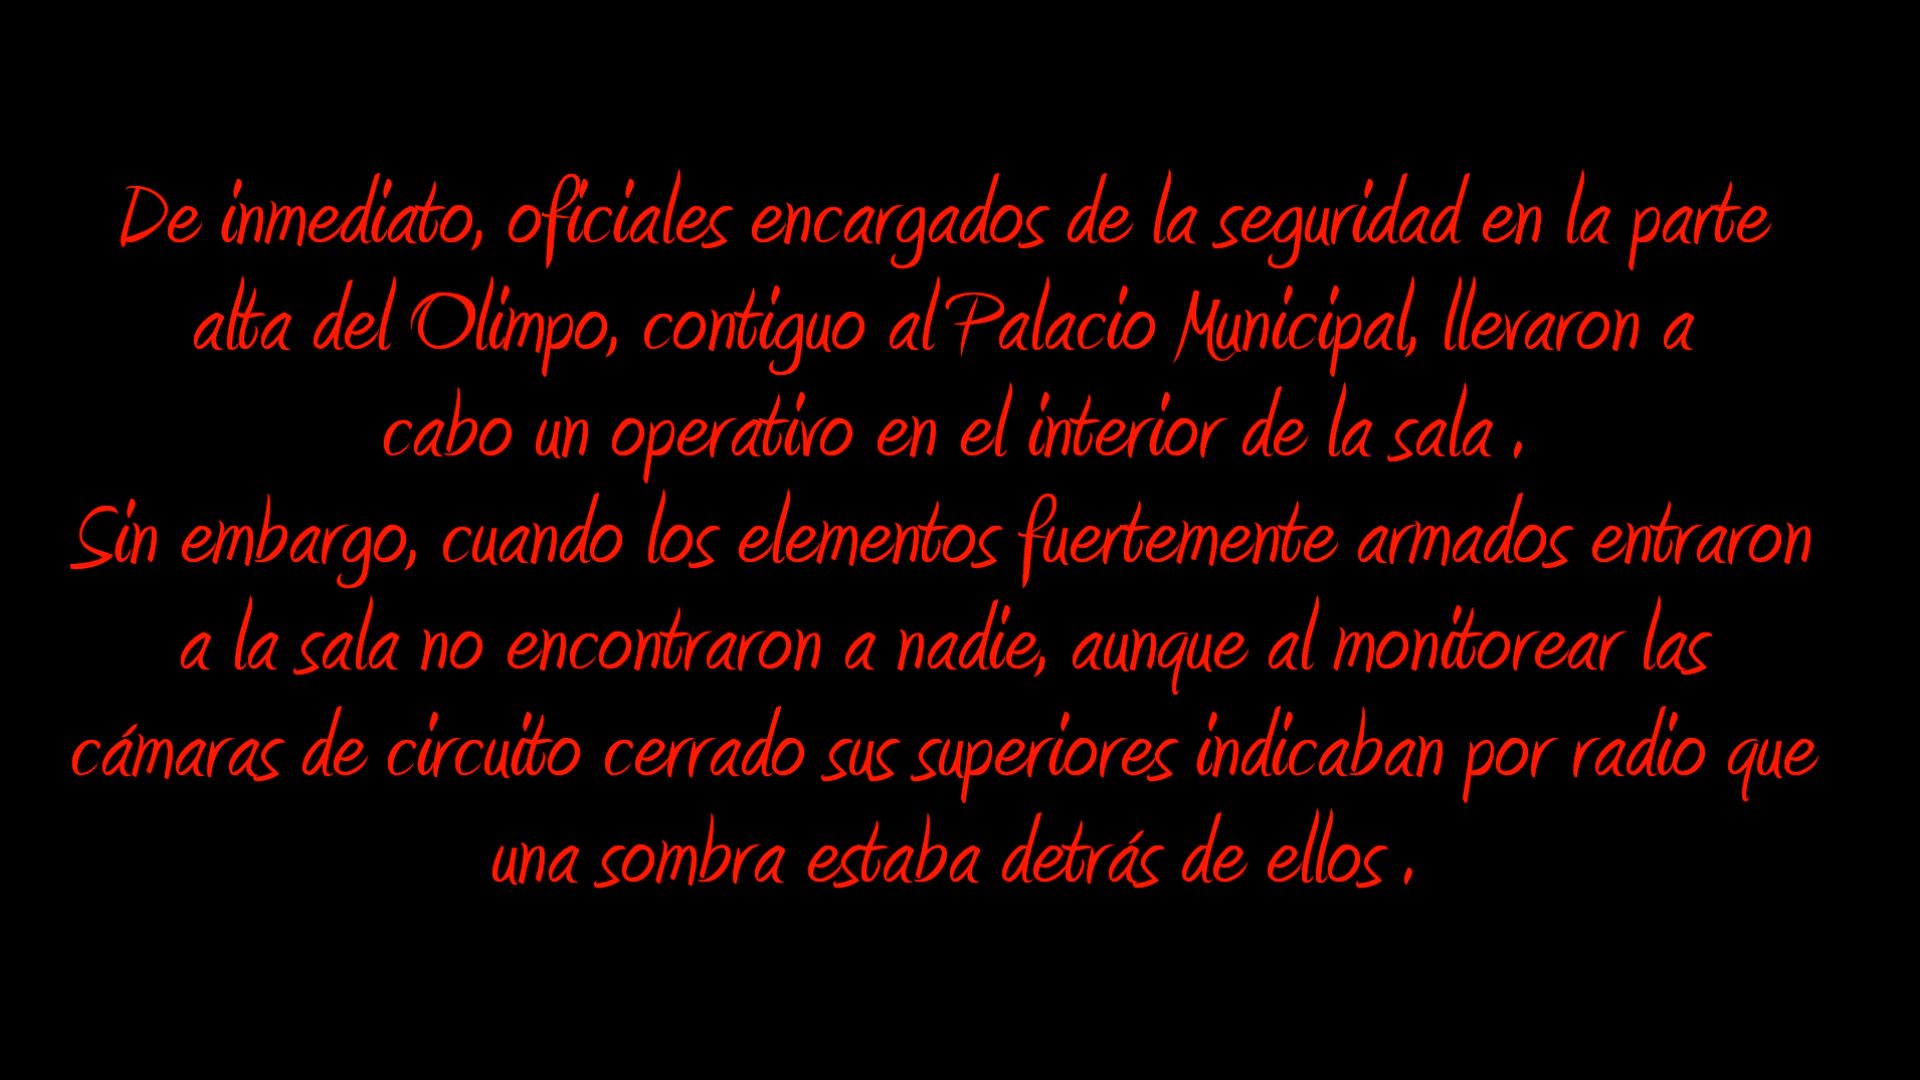 De inmediato, oficiales encargados de la seguridad en la parte
alta del Olimpo, contiguo al Palacio Municipal, llevaron a
cabo un operativo en el interior de la sala .
Sin embargo, cuando los elementos fuertemente armados entraron
a la sala no encontraron a nadie, aunque al monitorear las
cámaras de circuito cerrado sus superiores indicaban por radio que
una sombra estaba detrás de ellos .